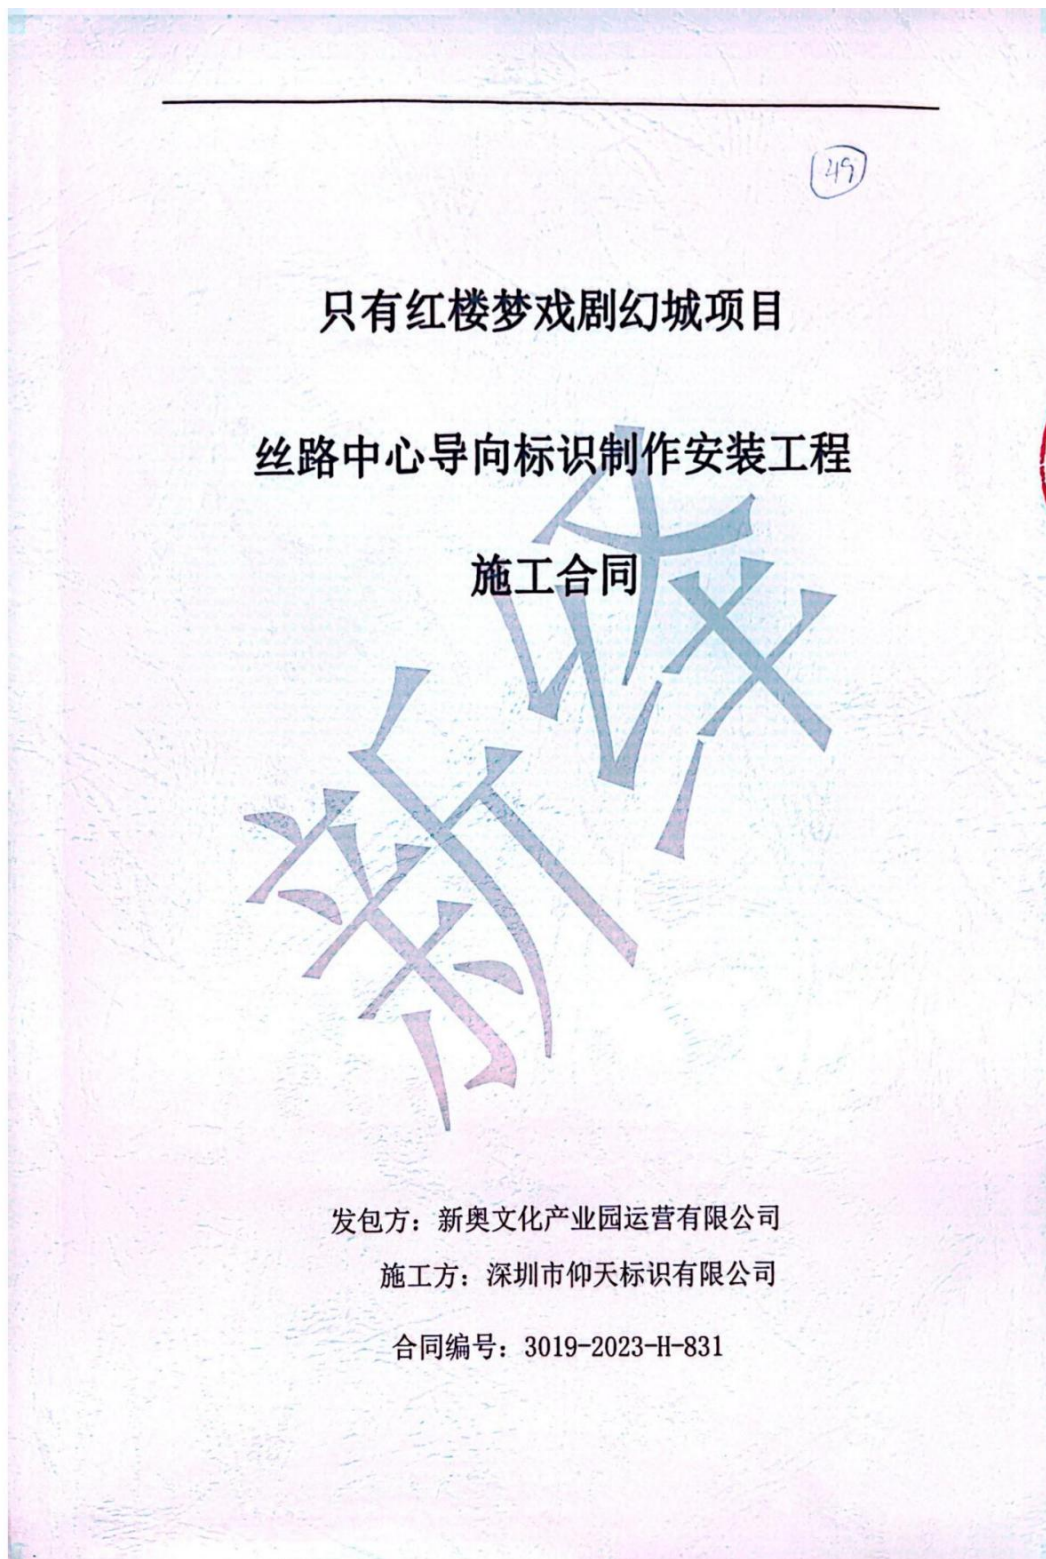 49
只有红楼梦戏剧幻城项目
丝路中心导向标识制作安装工程
施工合同
新绎
发包方：新奥文化产业园运营有限公司
施工方：深圳市仰天标识有限公司
合同编号：3019-2023-H-831